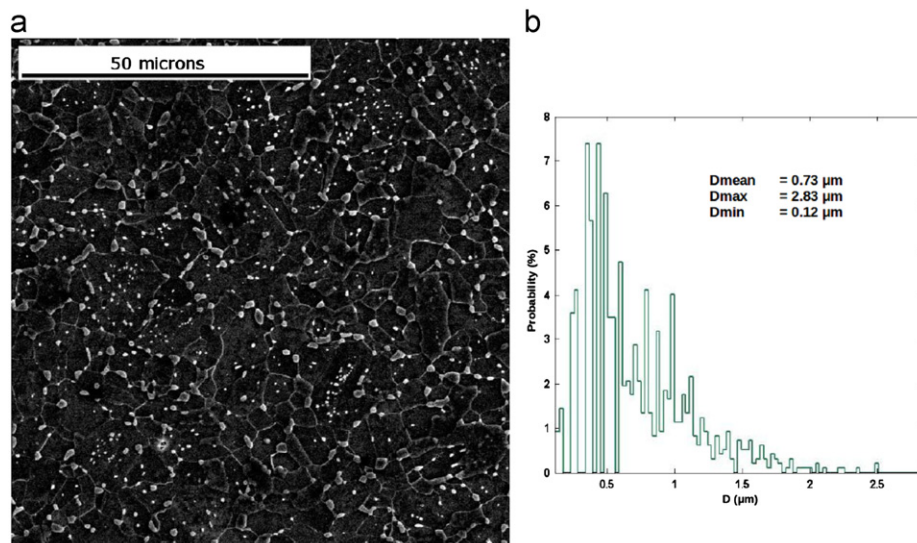 a
50 microns
b
8
7
6
5
4
3
2
1
0
Probability (%)
Dmean = 0.73 µm
Dmax = 2.83 µm
Dmin = 0.12 µm
0.5 1 1.5 2 2.5
D (µm)